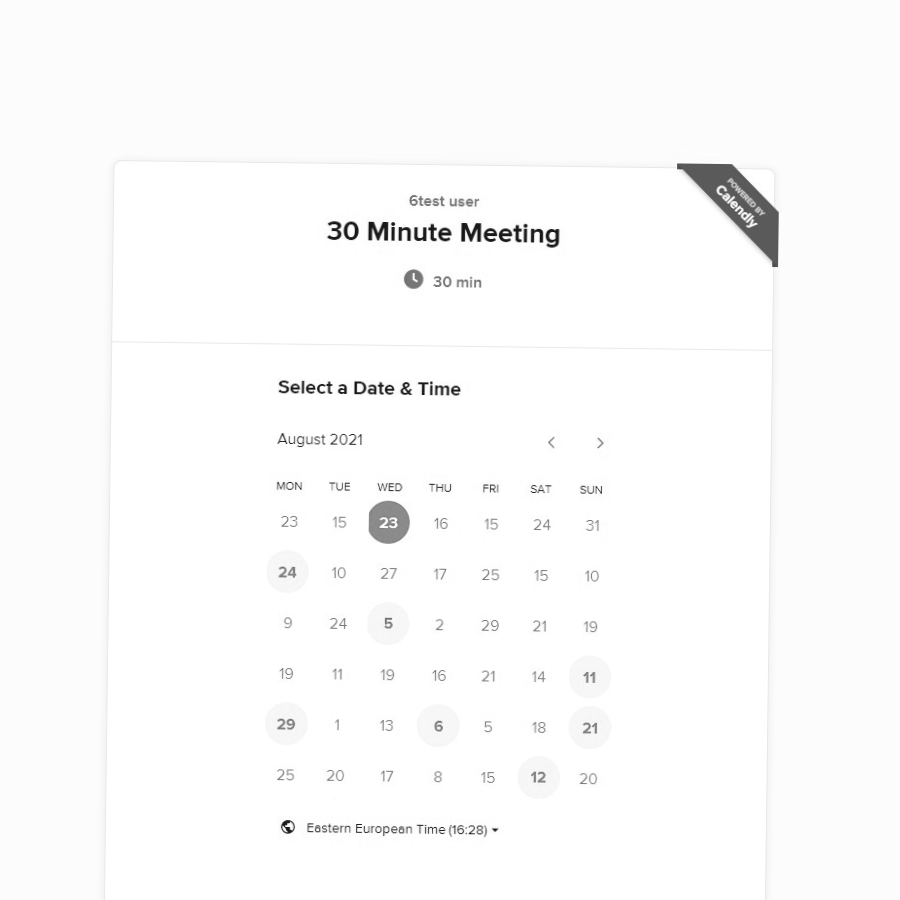 POWERED BY
Calendly
6test user
30 Minute Meeting
30 min
Select a Date & Time
August 2021
MON TUE WED THU FRI SAT SUN
23 15 23 16 15 24 31
24 10 27 17 25 15 10
9 24 5 2 29 21 19
19 11 19 16 21 14 11
29 1 13 6 5 18 21
25 20 17 8 15 12 20
Eastern European Time (16:28)